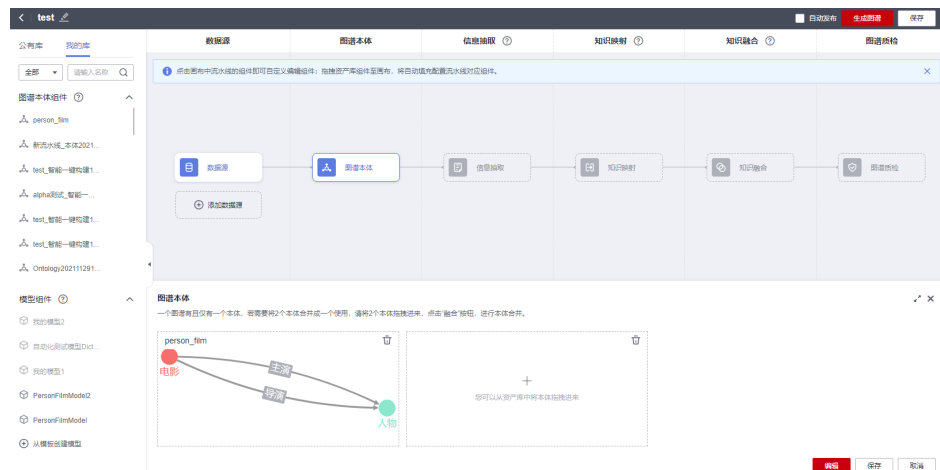 test
自动发布
生成图谱
保存
公有库
我的库
全部
请输入名称
图谱本体组件
person_film
新流水线_本体2021...
test_智能一键构建1...
alpha测试_智能一...
test_智能一键构建1...
test_智能一键构建1...
Ontology202111291...
模型组件
我的模型2
自动化测试模型Dict...
我的模型1
PersonFilmModel2
PersonFilmModel
从模板创建模型
数据源
图谱本体
信息抽取
知识映射
知识融合
图谱质检
点击画布中流水线的组件即可自定义编辑组件；拖拽资产库组件至画布，将自动填充配置流水线对应组件。
数据源
图谱本体
信息抽取
知识映射
知识融合
图谱质检
添加数据源
图谱本体
一个图谱有且仅有一个本体，若需要将2个本体合并成一个使用，请将2个本体拖拽进来，点击“融合”按钮，进行本体合并。
person_film
电影
主演
导演
人物
您可以从资产库中将本体拖拽进来
编辑
保存
取消